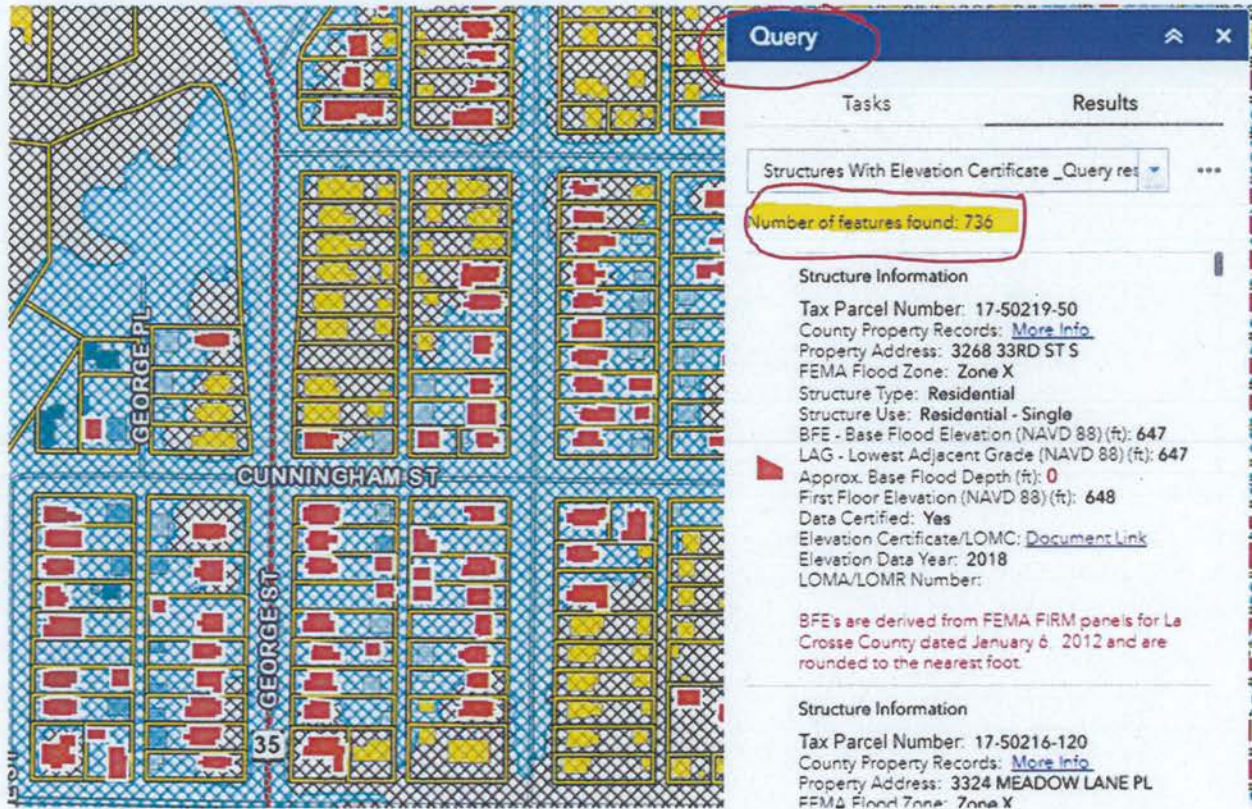 Query
Tasks
Results
Structures With Elevation Certificate _Query res
Number of features found: 736
Structure Information
Tax Parcel Number: 17-50219-50
County Property Records: More Info
Property Address: 3268 33RD ST S
FEMA Flood Zone: Zone X
Structure Type: Residential
Structure Use: Residential - Single
BFE - Base Flood Elevation (NAVD 88) (ft): 647
LAG - Lowest Adjacent Grade (NAVD 88) (ft): 647
Approx. Base Flood Depth (ft): 0
First Floor Elevation (NAVD 88) (ft): 648
Data Certified: Yes
Elevation Certificate/LOMC: Document Link
Elevation Data Year: 2018
LOMA/LOMR Number:
BFE's are derived from FEMA FIRM panels for La
Crosse County dated January 6, 2012 and are
rounded to the nearest foot.
Structure Information
Tax Parcel Number: 17-50216-120
County Property Records: More Info
Property Address: 3324 MEADOW LANE PL
FEMA Flood Zone: Zone X
GEORGE PL
CUNNINGHAM ST
GEORGE ST
35